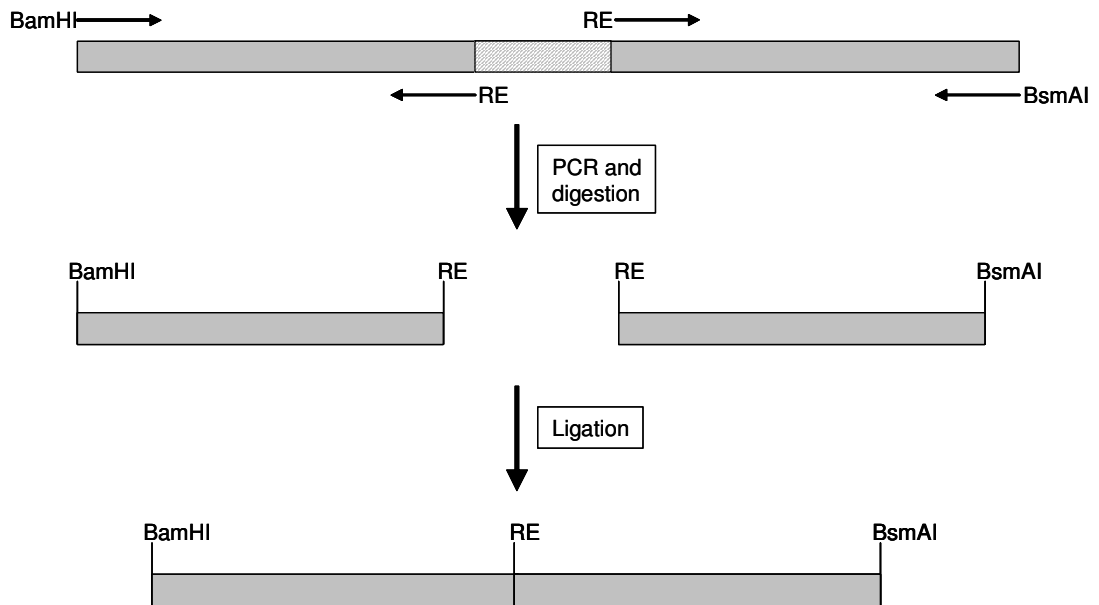 BamHI RE
RE BsmAI
PCR and
digestion
BamHI RE RE BsmAI
Ligation
BamHI RE BsmAI